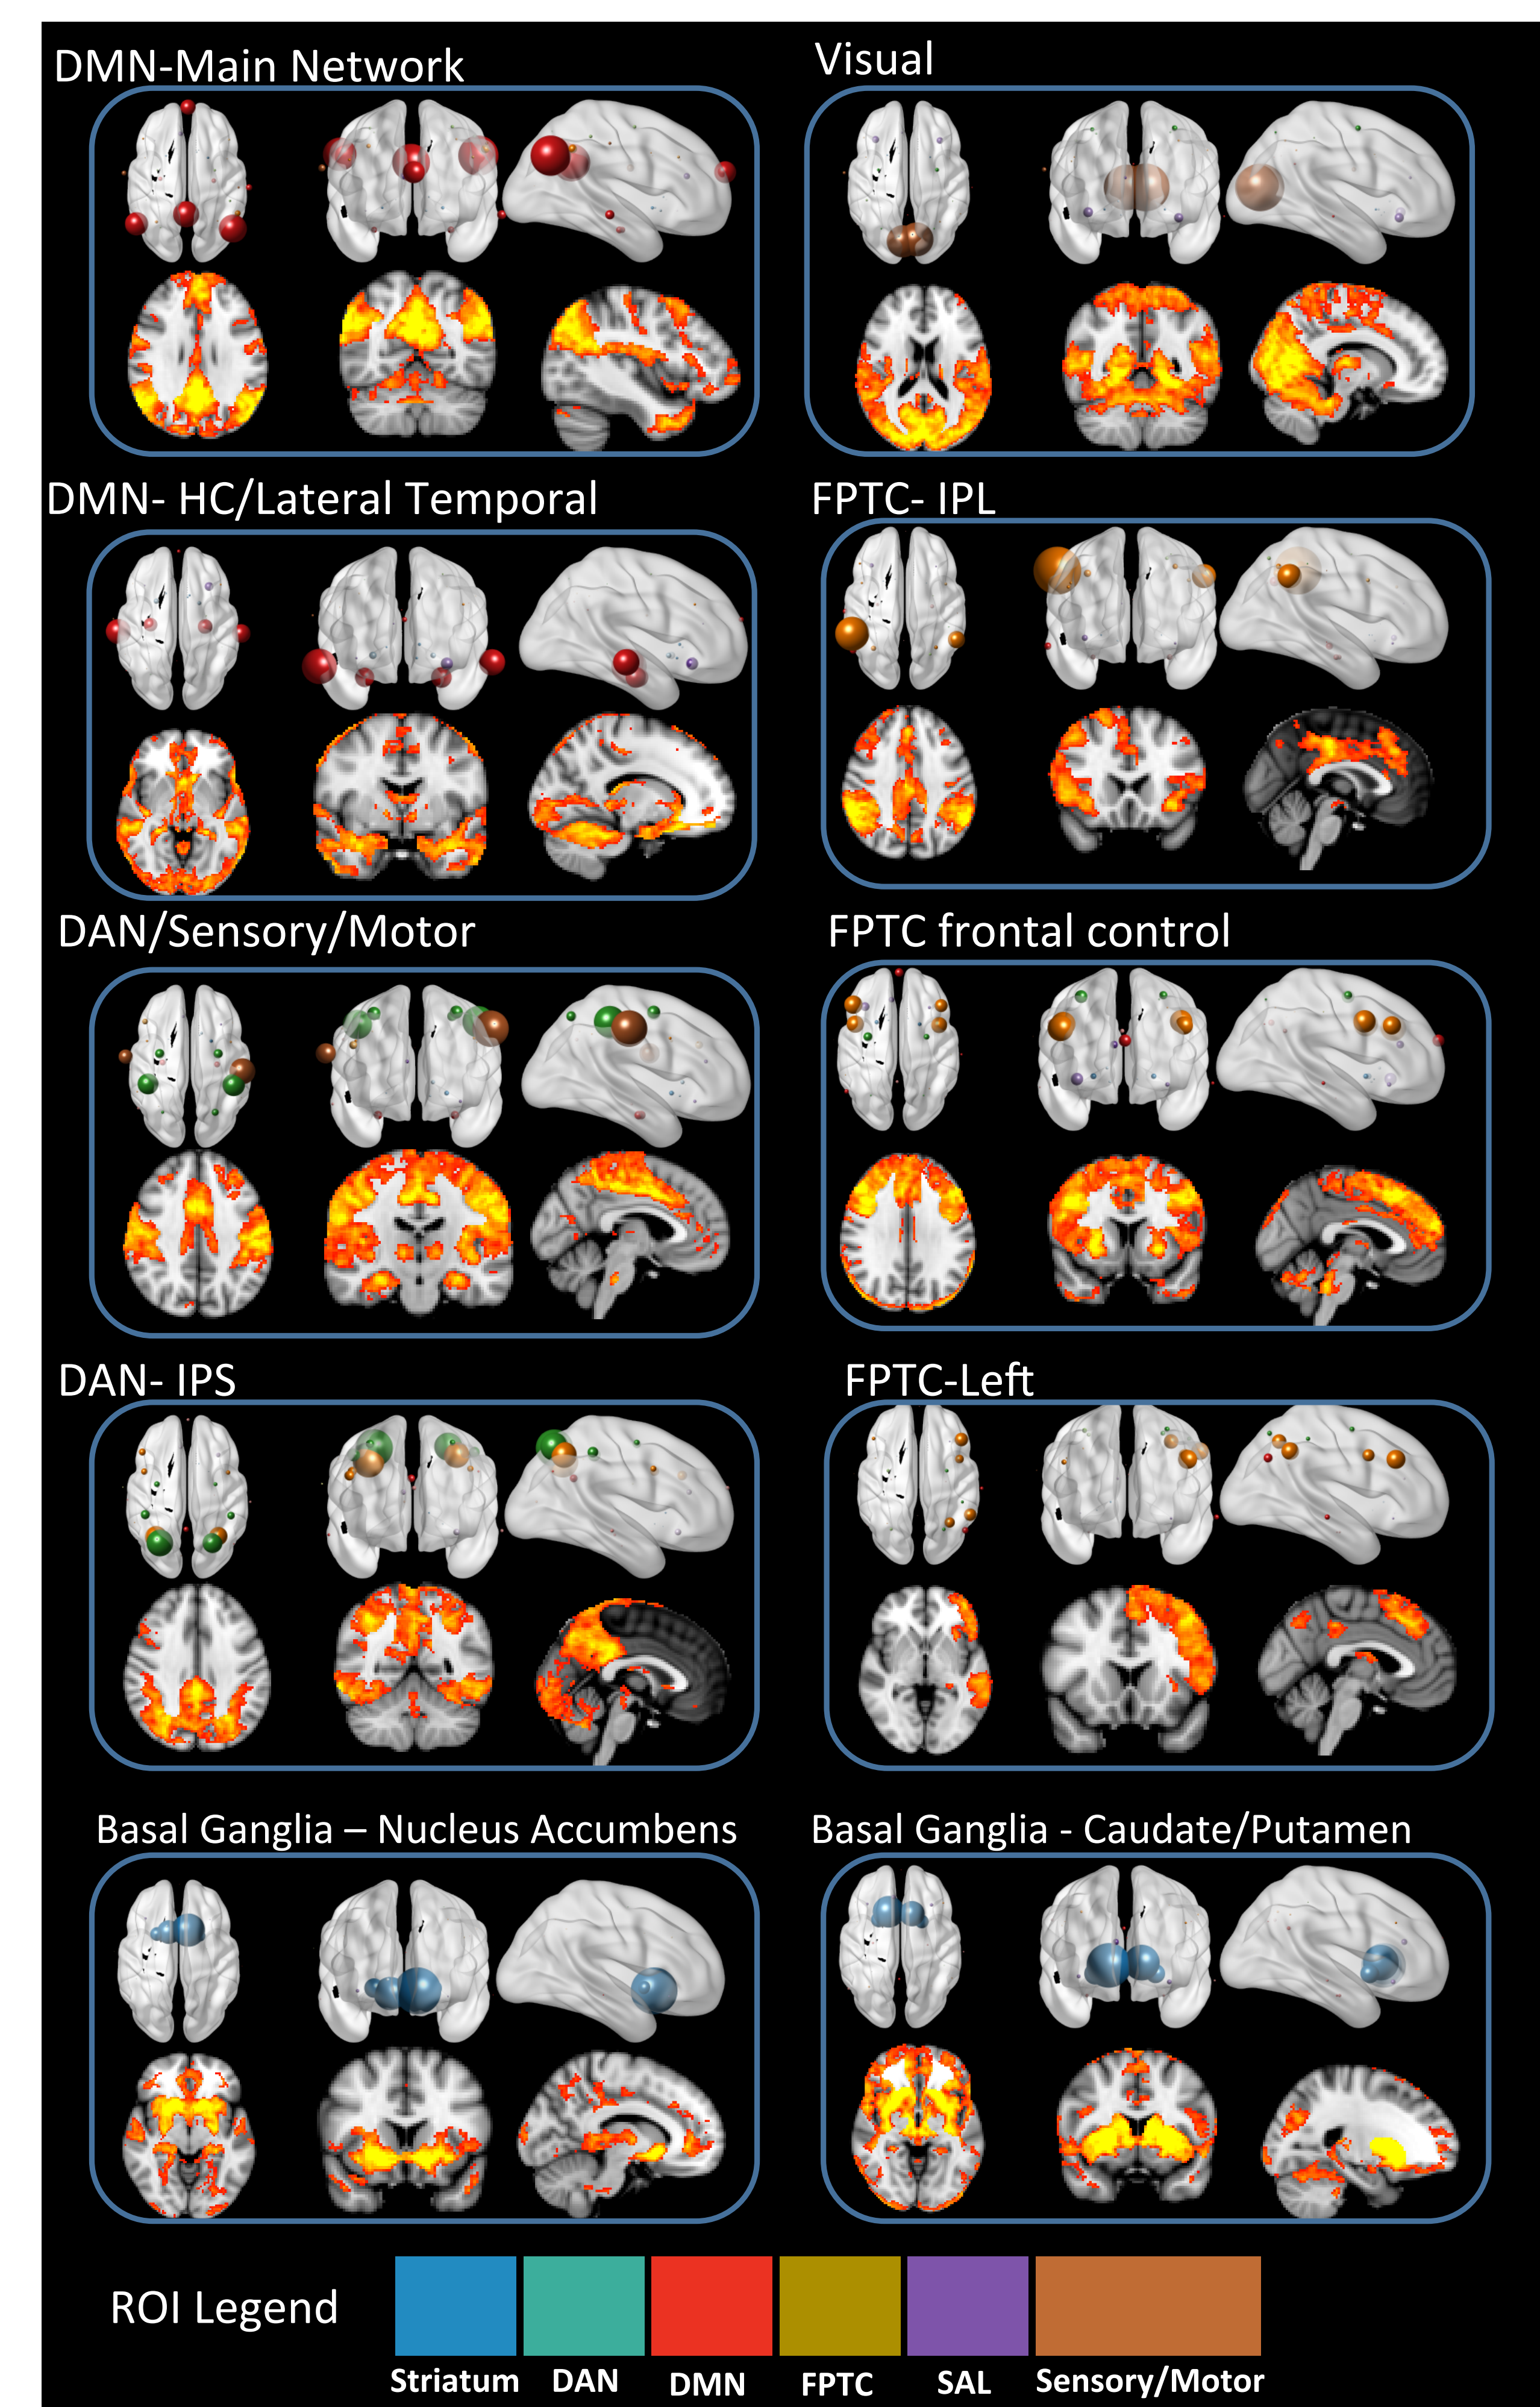 DMN-Main Network
Visual
DMN- HC/Lateral Temporal
FPTC- IPL
DAN/Sensory/Motor
FPTC frontal control
DAN- IPS
FPTC-Left
Basal Ganglia – Nucleus Accumbens
Basal Ganglia - Caudate/Putamen
ROI Legend
Striatum DAN DMN FPTC SAL Sensory/Motor